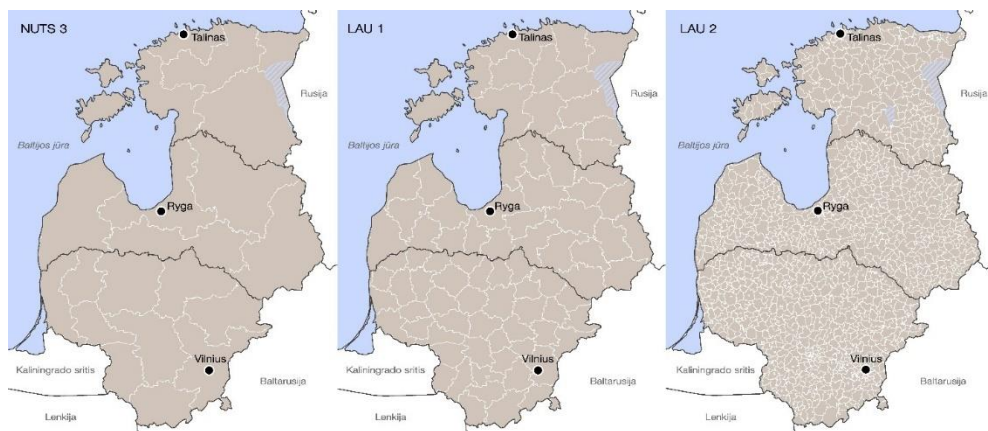 NUTS 3
Talinas
Rusija
Baltijos jūra
Ryga
Vilnius
Kaliningrado sritis
Baltarusija
Lenkija
LAU 1
Talinas
Rusija
Baltijos jūra
Ryga
Vilnius
Kaliningrado sritis
Baltarusija
Lenkija
LAU 2
Talinas
Rusija
Baltijos jūra
Ryga
Vilnius
Kaliningrado sritis
Baltarusija
Lenkija